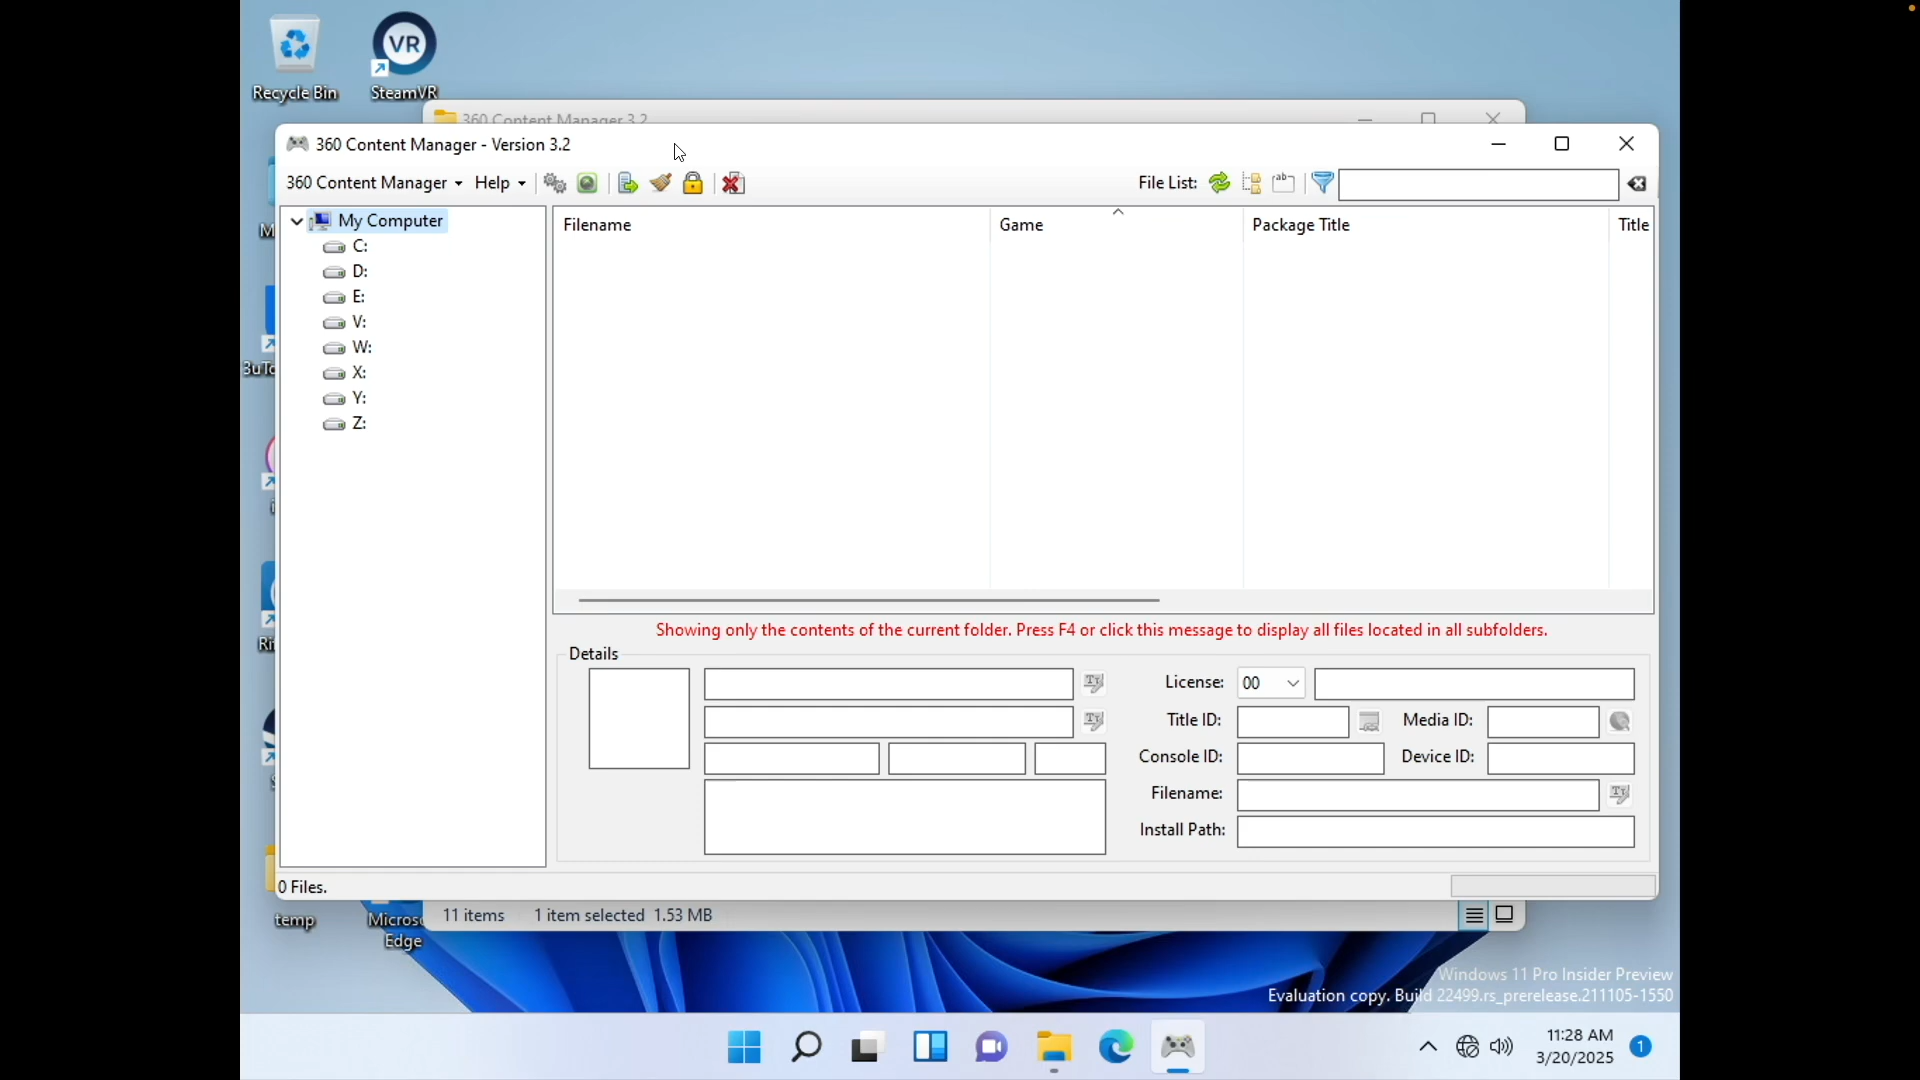 Recycle Bin
SteamVR
360 Content Manager 3.2
360 Content Manager - Version 3.2
360 Content Manager
Help
File List:
ab
My Computer
C:
D:
E:
V:
W:
X:
Y:
Z:
Filename
Game
Package Title
Title
Showing only the contents of the current folder. Press F4 or click this message to display all files located in all subfolders.
Details
License:
00
Title ID:
Media ID:
Console ID:
Device ID:
Filename:
Install Path:
0 Files.
temp
Edge
11 items
1 item selected 1.53 MB
Windows 11 Pro Insider Preview
Evaluation copy. Build 22499.rs_prerelease.211105-1550
11:28 AM
3/20/2025
1